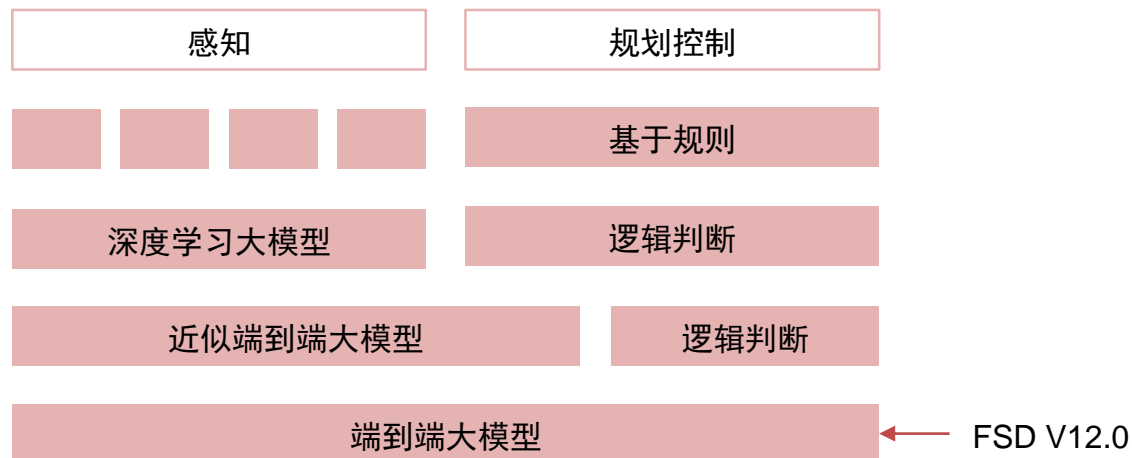 感知
规划控制
基于规则
深度学习大模型
逻辑判断
近似端到端大模型
逻辑判断
端到端大模型
FSD V12.0